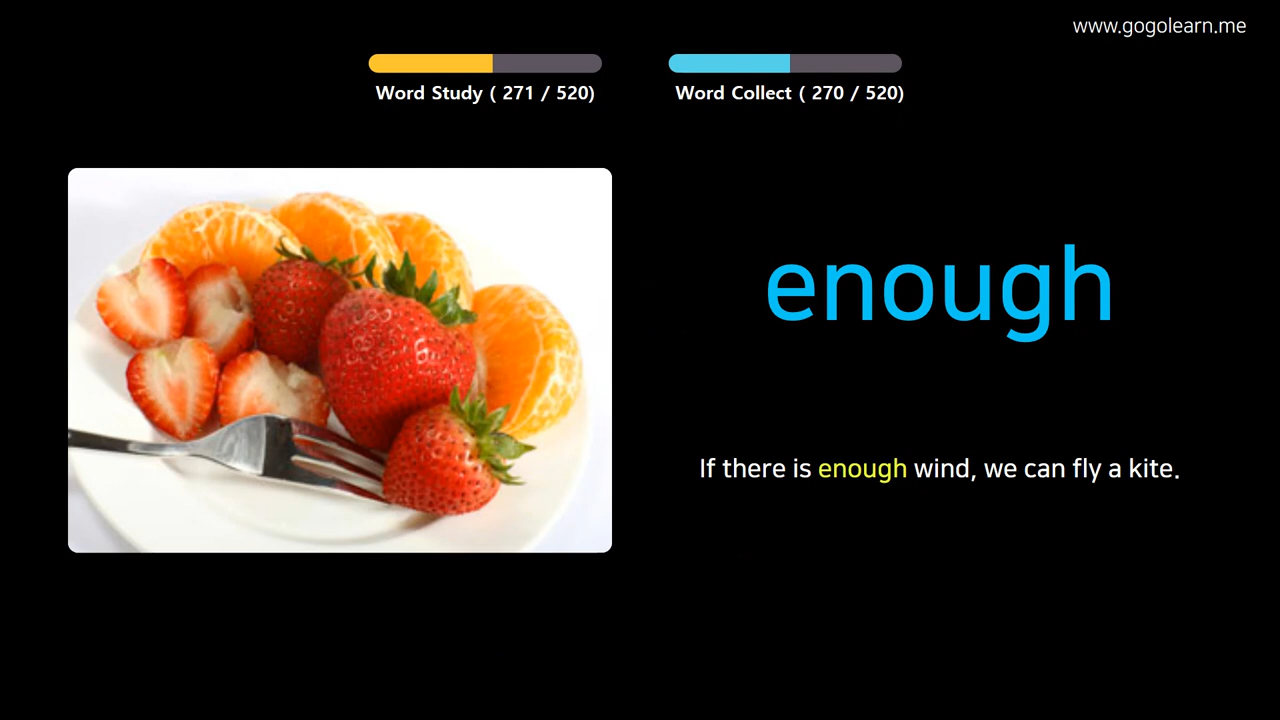 www.gogolearn.me
Word Study ( 271 / 520)
Word Collect ( 270 / 520)
enough
If there is enough wind, we can fly a kite.